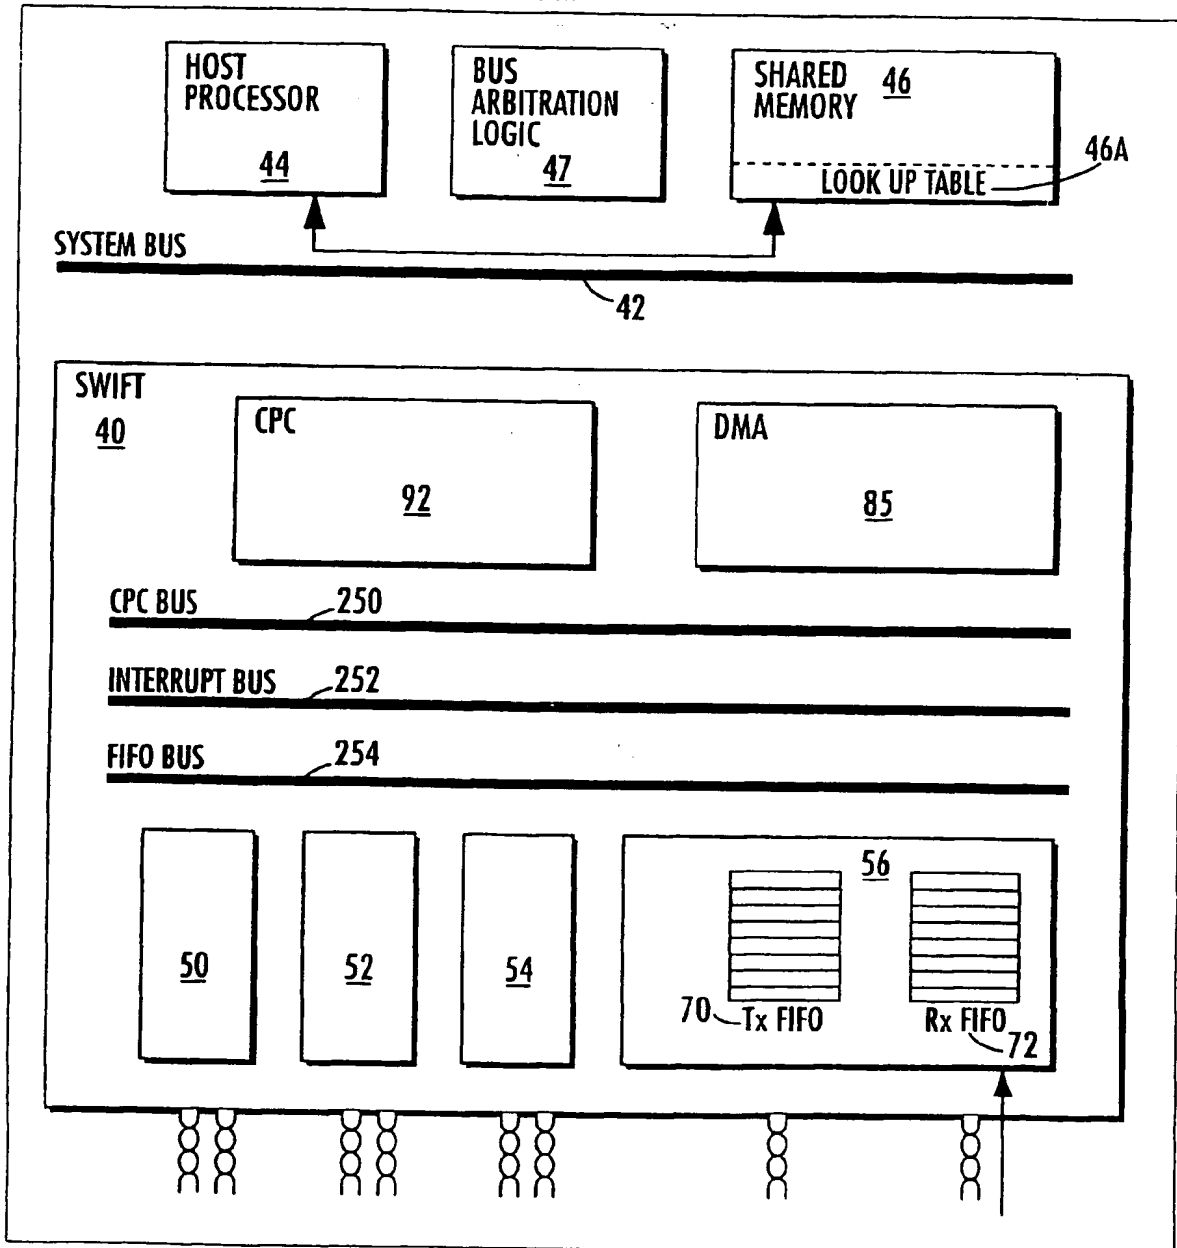 HOST
PROCESSOR
44
BUS
ARBITRATION
LOGIC
47
SHARED
MEMORY
46
LOOK UP TABLE
46A
SYSTEM BUS
42
SWIFT
40
CPC
92
DMA
85
CPC BUS
250
INTERRUPT BUS
252
FIFO BUS
254
50
52
54
56
70
Tx FIFO
Rx FIFO
72